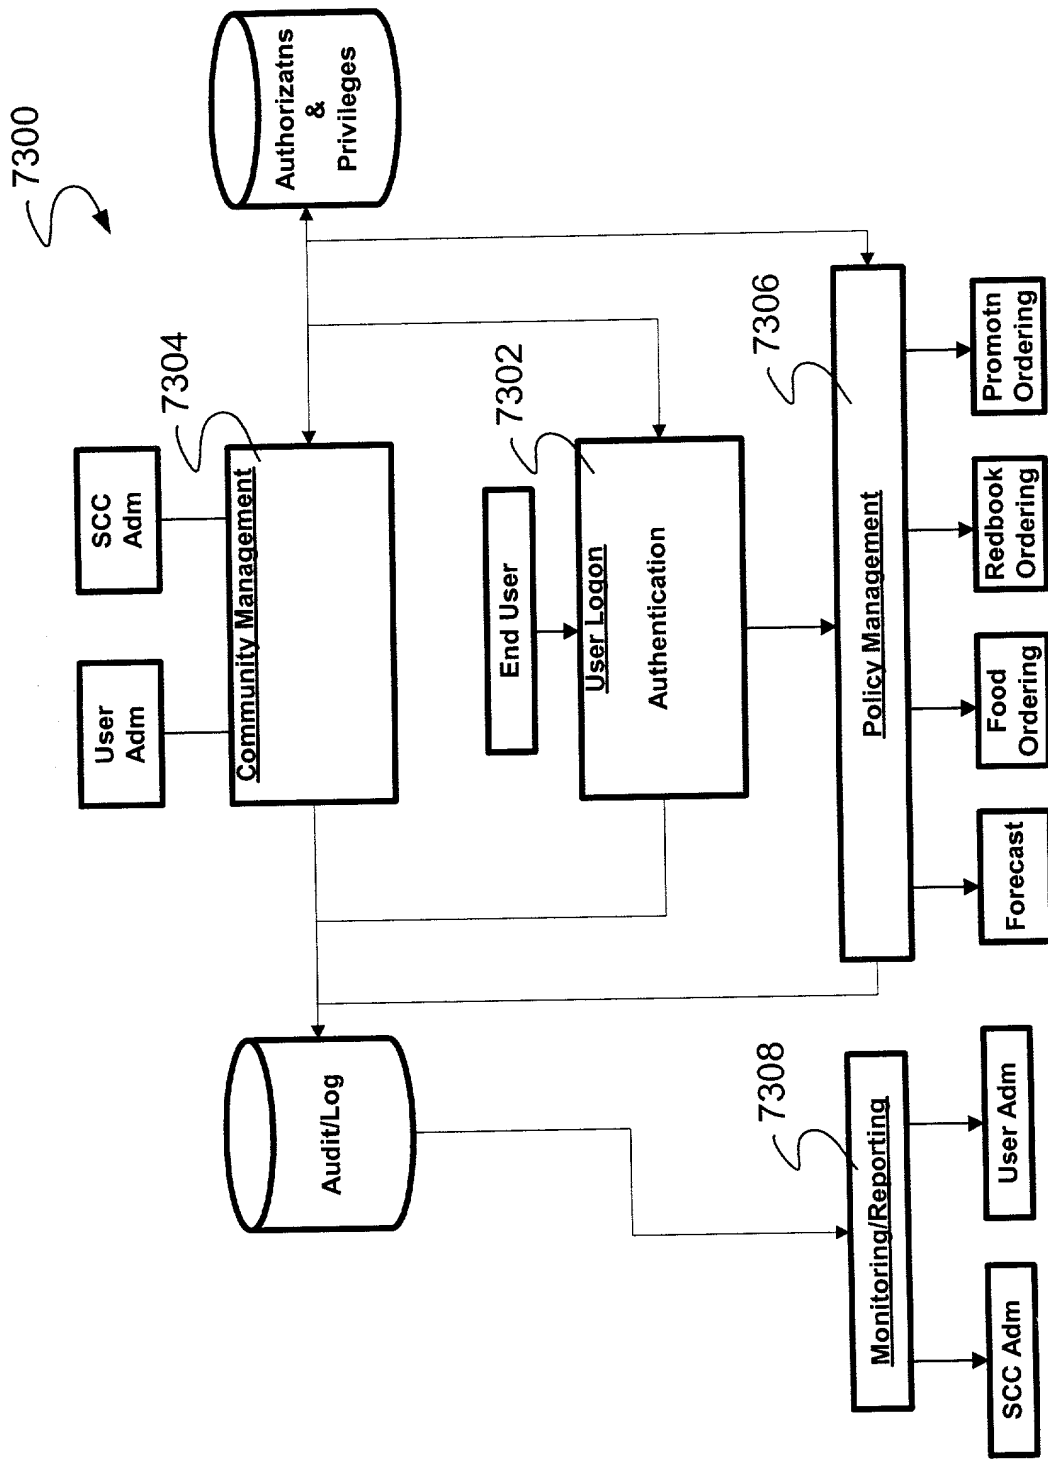 7300
User
Adm
SCC
Adm
7304
Community Management
Authorizatns
&
Privileges
Audit/Log
End User
7302
User Logon
Authentication
7306
Policy Management
7308
Monitoring/Reporting
SCC Adm
User Adm
Forecast
Food
Ordering
Redbook
Ordering
Promotn
Ordering